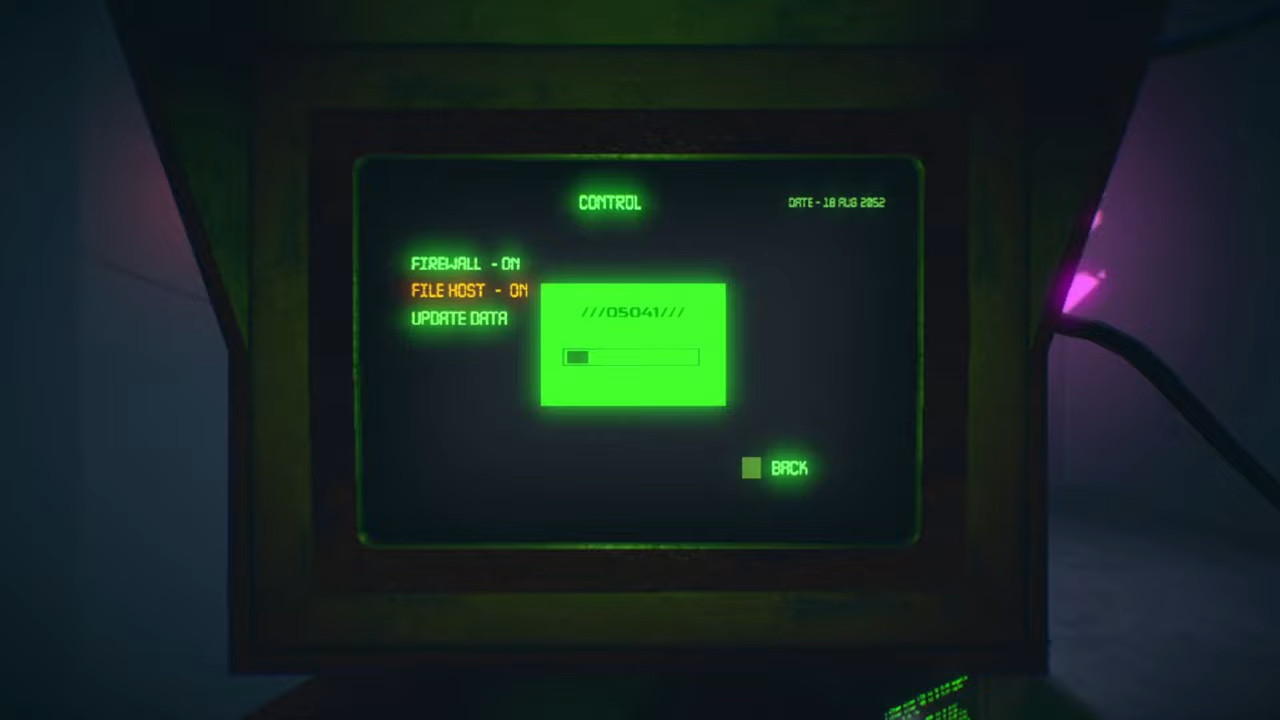 CONTROL
DATE - 18 AUG 2052
FIREWALL - ON
FILE HOST - ON
UPDATE DATA
///05041///
BACK